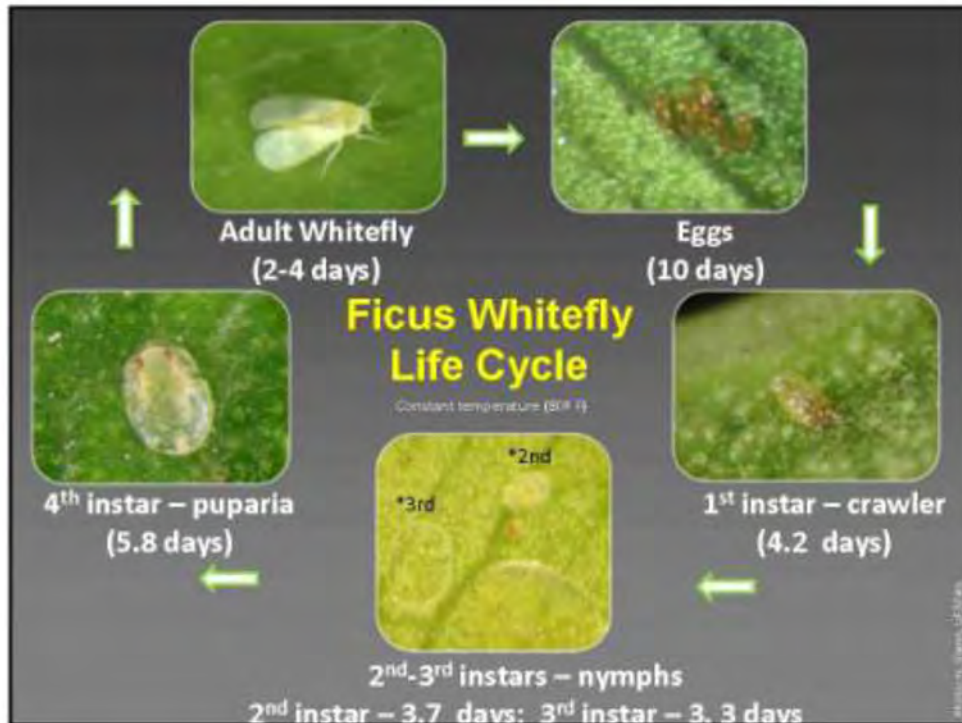 Adult Whitefly
(2-4 days)
Eggs
(10 days)
Ficus Whitefly
Life Cycle
Constant temperature
*2nd
*3rd
4th instar – puparia
(5.8 days)
1st instar – crawler
(4.2 days)
2nd-3rd instars – nymphs
2nd instar – 3.7 days; 3rd instar – 3. 3 days